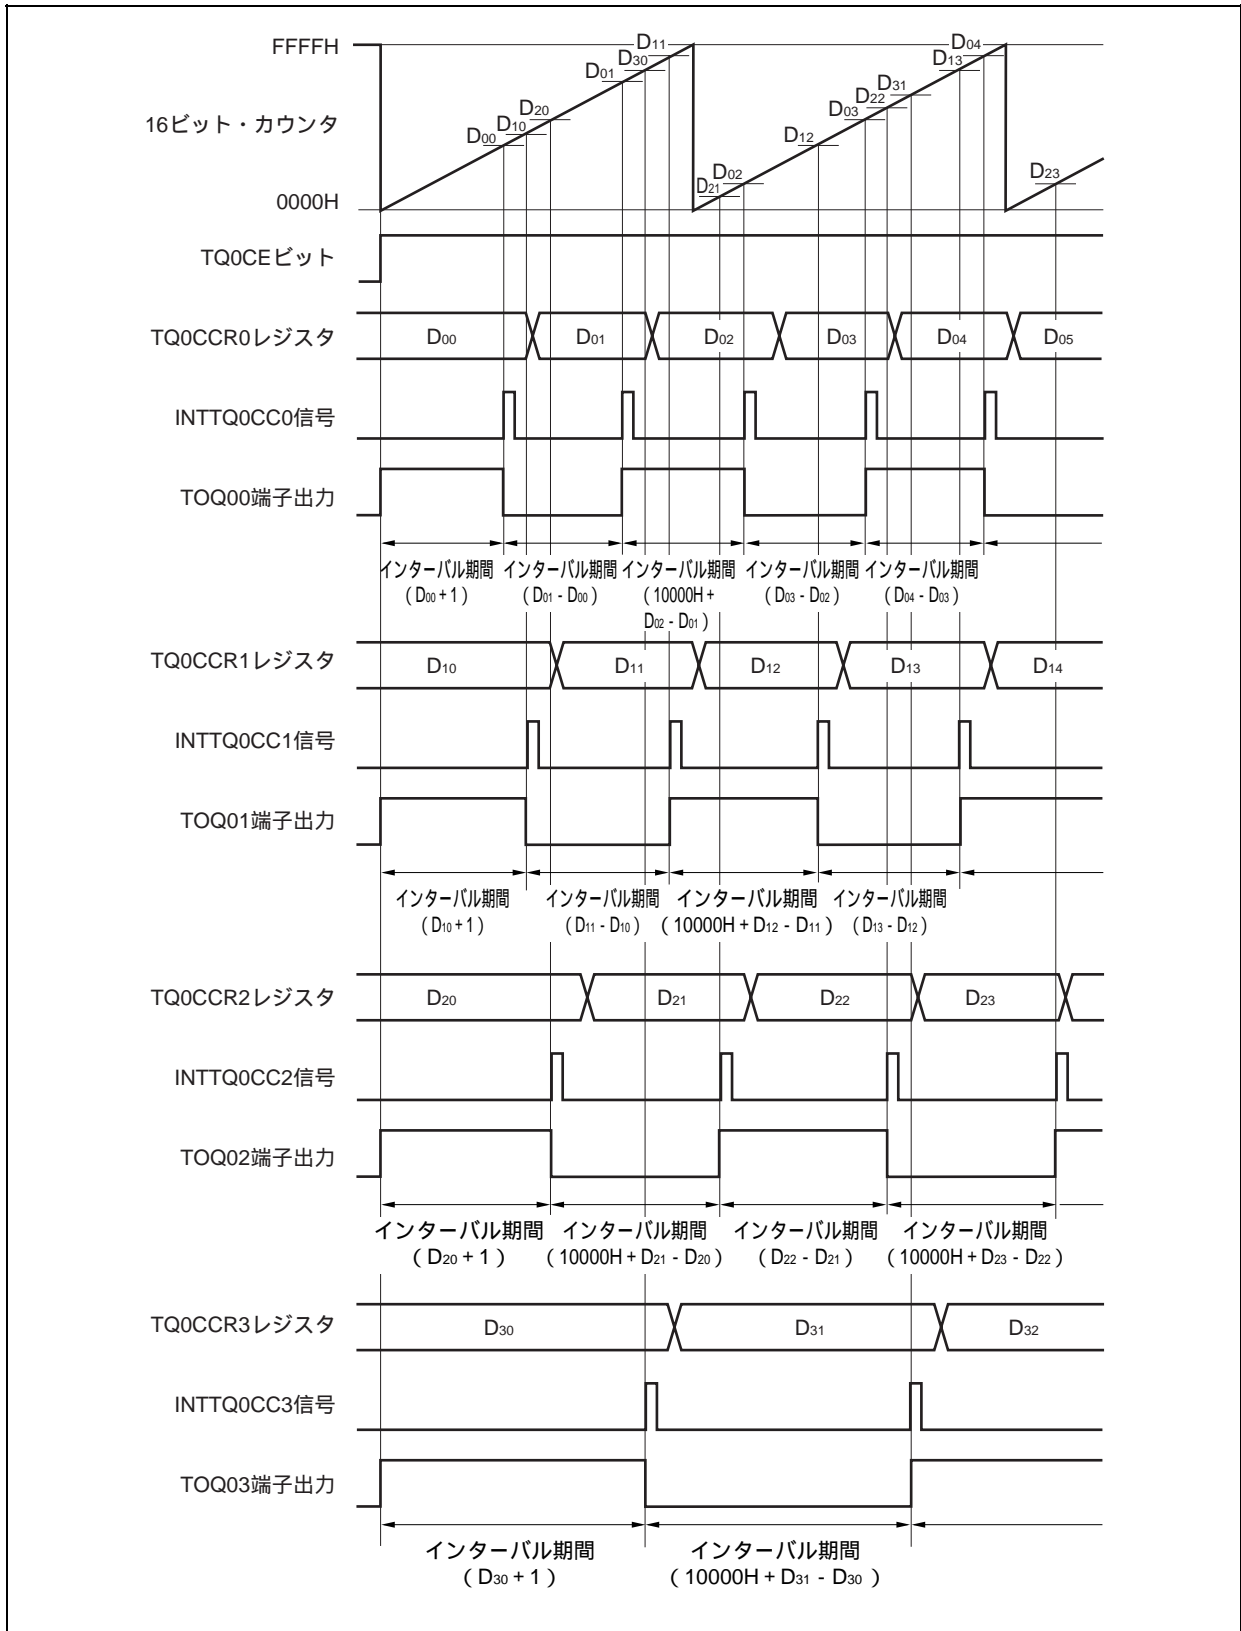 FFFFH
D11
D30
D01
D04
D13
D31
D22
D03
16ビット・カウンタ
D20
D10
D00
D12
D02
D21
D23
0000H
TQ0CEビット
TQ0CCR0レジスタ D00 D01 D02 D03 D04 D05
INTTQ0CC0信号
TOQ00端子出力
インターバル期間 インターバル期間 インターバル期間 インターバル期間 インターバル期間
(D00 + 1) (D01 - D00) (10000H + (D03 - D02) (D04 - D03)
D02 - D01)
TQ0CCR1レジスタ D10 D11 D12 D13 D14
INTTQ0CC1信号
TOQ01端子出力
インターバル期間 インターバル期間 インターバル期間 インターバル期間
(D10 + 1) (D11 - D10) (10000H + D12 - D11) (D13 - D12)
TQ0CCR2レジスタ D20 D21 D22 D23
INTTQ0CC2信号
TOQ02端子出力
インターバル期間 インターバル期間 インターバル期間 インターバル期間
(D20 + 1) (10000H + D21 - D20) (D22 - D21) (10000H + D23 - D22)
TQ0CCR3レジスタ D30 D31 D32
INTTQ0CC3信号
TOQ03端子出力
インターバル期間 インターバル期間
(D30 + 1) (10000H + D31 - D30)